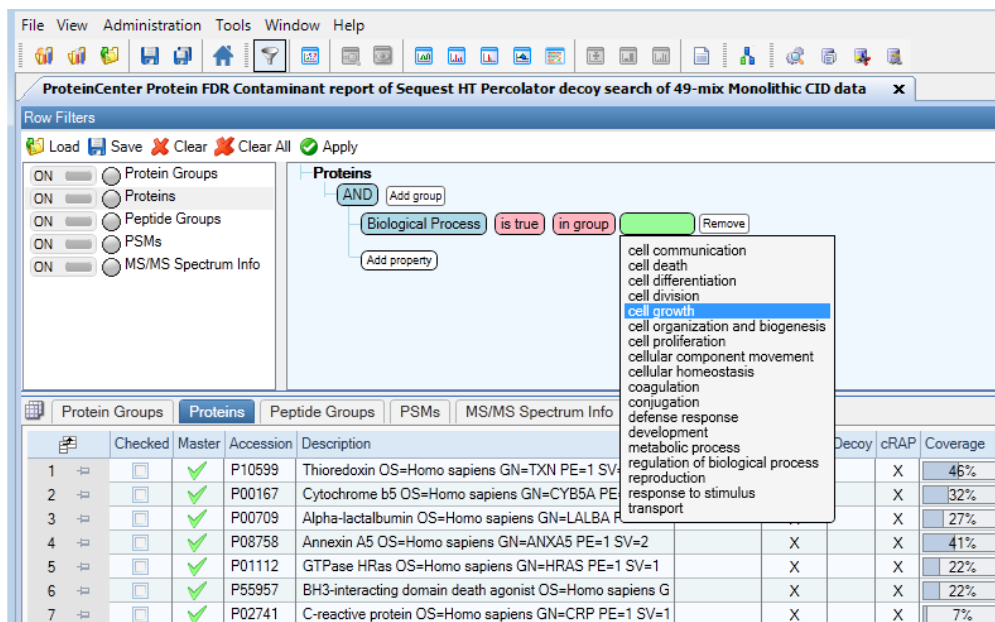 File View Administration Tools Window Help
ProteinCenter Protein FDR Contaminant report of Sequest HT Percolator decoy search of 49-mix Monolithic CID data x
Row Filters
Load Save Clear Clear All Apply
ON Protein Groups
ON Proteins
ON Peptide Groups
ON PSMs
ON MS/MS Spectrum Info
Proteins
AND Add group
Biological Process is true in group Remove
Add property
cell communication
cell death
cell differentiation
cell division
cell growth
cell organization and biogenesis
cell proliferation
cellular component movement
cellular homeostasis
coagulation
conjugation
defense response
development
metabolic process
regulation of biological process
reproduction
response to stimulus
transport
Protein Groups Proteins Peptide Groups PSMs MS/MS Spectrum Info
Checked Master Accession Description Decoy cRAP Coverage
1 P10599 Thioredoxin OS=Homo sapiens GN=TXN PE=1 SV= X 46%
2 P00167 Cytochrome b5 OS=Homo sapiens GN=CYB5A PE= X 32%
3 P00709 Alpha-lactalbumin OS=Homo sapiens GN=LALBA X X 27%
4 P08758 Annexin A5 OS=Homo sapiens GN=ANXA5 PE=1 SV=2 X X 41%
5 P01112 GTPase HRas OS=Homo sapiens GN=HRAS PE=1 SV=1 X X 22%
6 P55957 BH3-interacting domain death agonist OS=Homo sapiens G X X 22%
7 P02741 C-reactive protein OS=Homo sapiens GN=CRP PE=1 SV=1 X X 7%